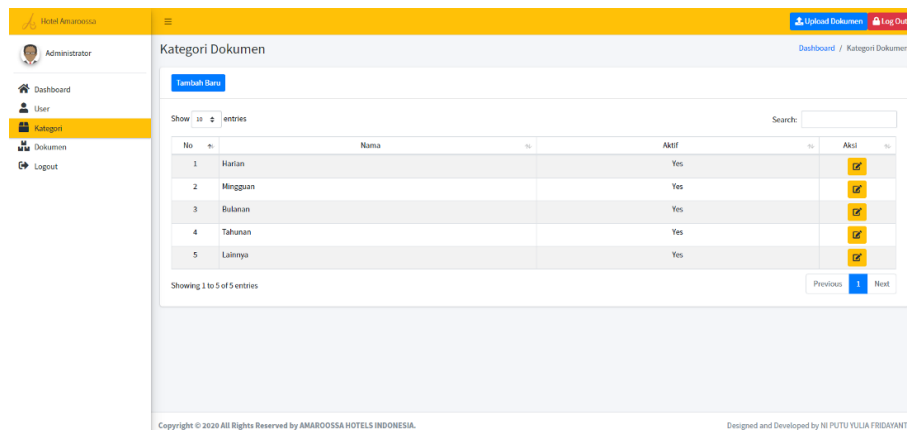 Hotel Amaroossa
Upload Dokumen
Log Out
Administrator
Kategori Dokumen
Dashboard / Kategori Dokumen
Dashboard
User
Kategori
Dokumen
Logout
Tambah Baru
Show 10 entries
Search:
No Nama Aktif Aksi
1 Harian Yes
2 Mingguan Yes
3 Bulanan Yes
4 Tahunan Yes
5 Lainnya Yes
Showing 1 to 5 of 5 entries
Previous 1 Next
Copyright © 2020 All Rights Reserved by AMAROOSSA HOTELS INDONESIA.
Designed and Developed by NI PUTU YULIA FRIDAYANT